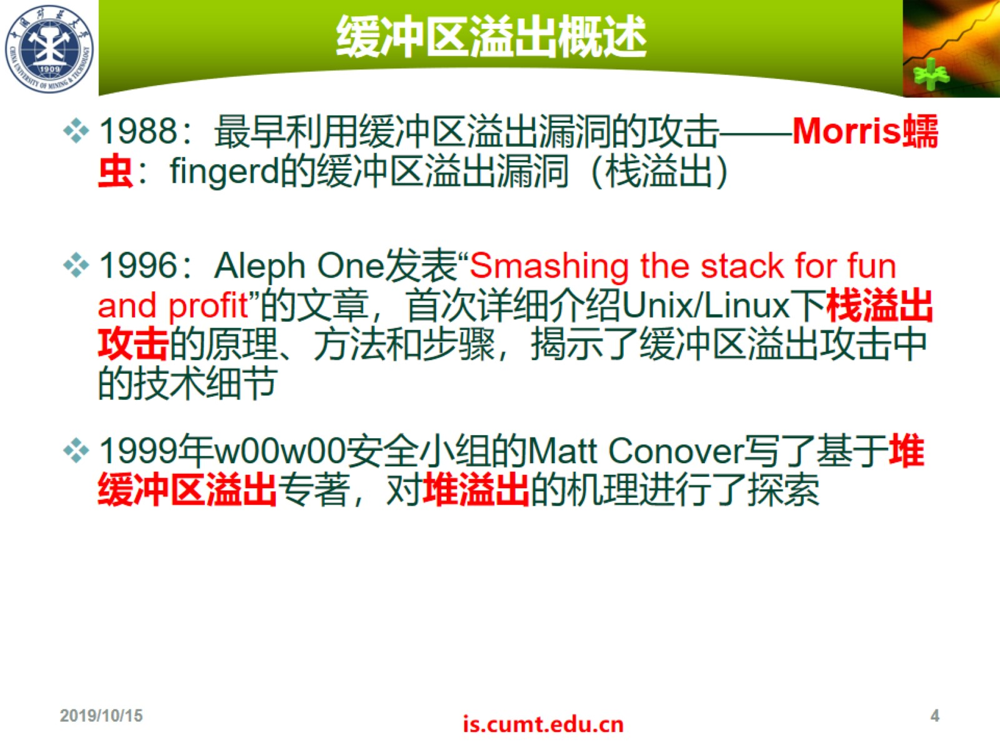 中国矿业大学
CHINA UNIVERSITY OF MINING & TECHNOLOGY
1909
缓冲区溢出概述
1988：最早利用缓冲区溢出漏洞的攻击——Morris蠕
虫：fingerd的缓冲区溢出漏洞（栈溢出）
1996：Aleph One发表“Smashing the stack for fun
and profit”的文章，首次详细介绍Unix/Linux下栈溢出
攻击的原理、方法和步骤，揭示了缓冲区溢出攻击中
的技术细节
1999年w00w00安全小组的Matt Conover写了基于堆
缓冲区溢出专著，对堆溢出的机理进行了探索
2019/10/15
is.cumt.edu.cn
4